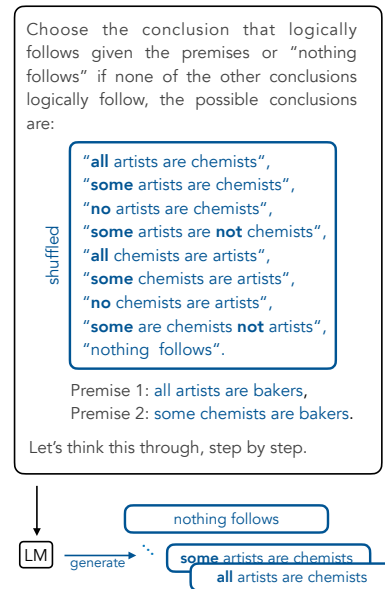 Choose the conclusion that logically
follows given the premises or “nothing
follows” if none of the other conclusions
logically follow, the possible conclusions
are:
shuffled
“all artists are chemists“,
“some artists are chemists“,
“no artists are chemists“,
“some artists are not chemists“,
“all chemists are artists“,
“some chemists are artists“,
“no chemists are artists“,
“some are chemists not artists“,
“nothing follows“.
Premise 1: all artists are bakers,
Premise 2: some chemists are bakers.
Let’s think this through, step by step.
nothing follows
LM
generate
some artists are chemists
all artists are chemists